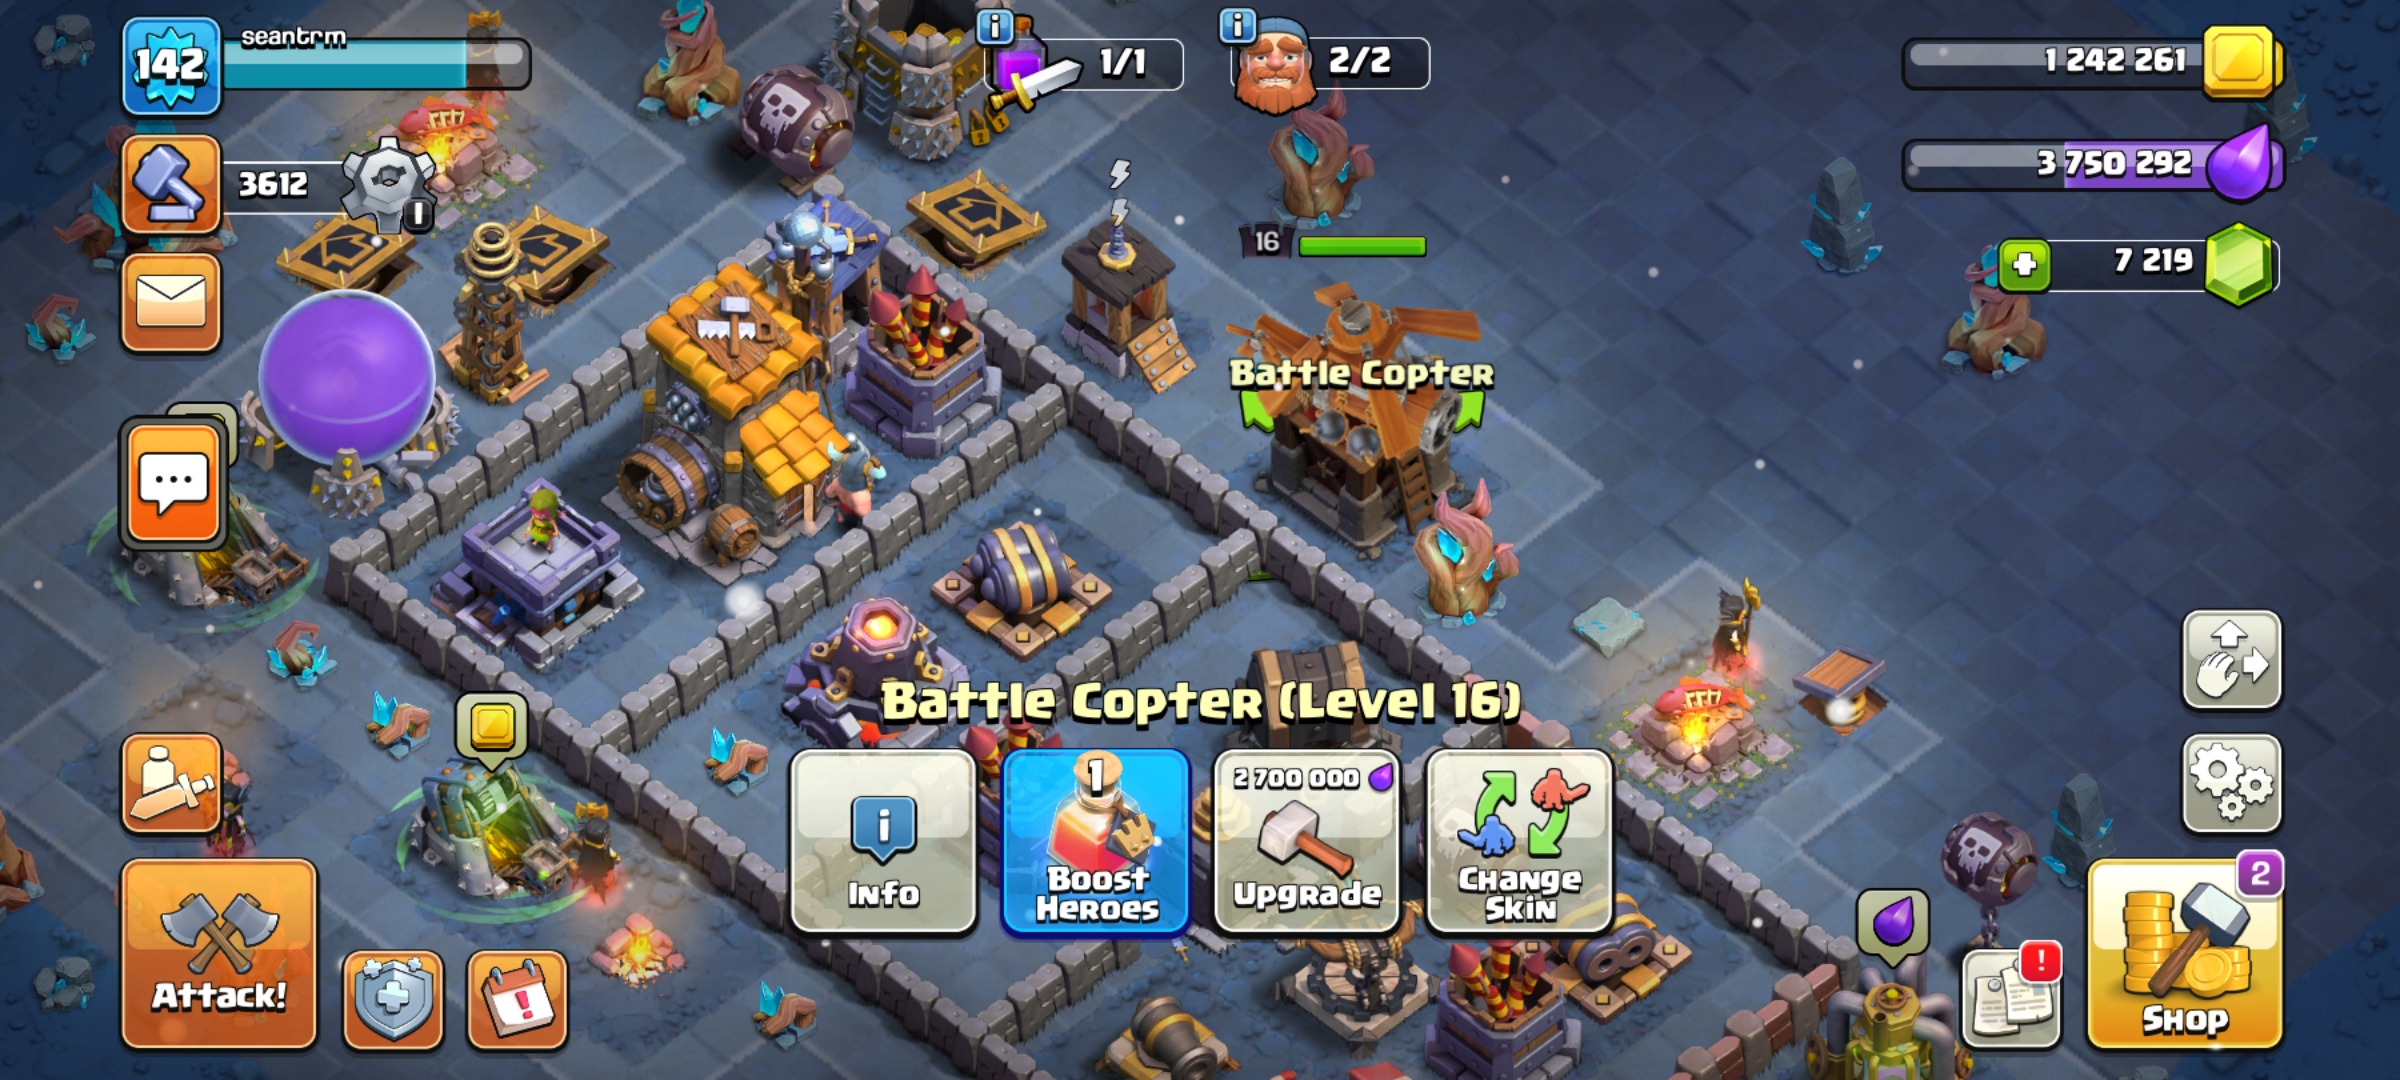 142
seantrm
1/1
2/2
1 242 261
3612
I
3 750 292
16
7 219
Battle Copter
Battle Copter (Level 16)
Info
1
Boost
Heroes
2 700 000
Upgrade
Change
Skin
Attack!
!
!
2
Shop